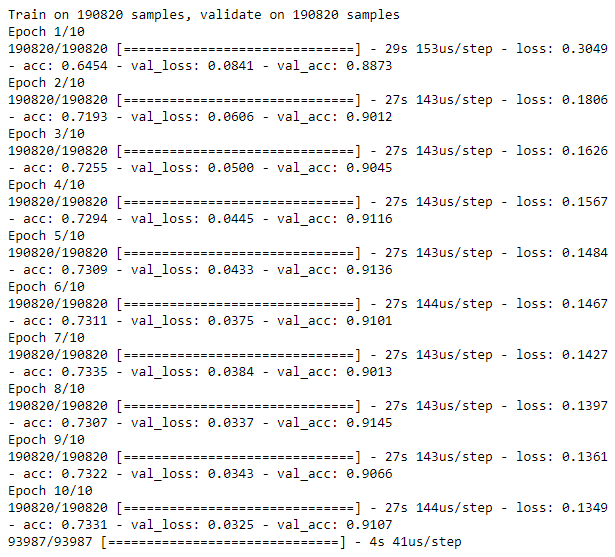 Train on 190820 samples, validate on 190820 samples
Epoch 1/10
190820/190820 [==============================] - 29s 153us/step - loss: 0.3049
- acc: 0.6454 - val_loss: 0.0841 - val_acc: 0.8873
Epoch 2/10
190820/190820 [==============================] - 27s 143us/step - loss: 0.1806
- acc: 0.7193 - val_loss: 0.0606 - val_acc: 0.9012
Epoch 3/10
190820/190820 [==============================] - 27s 143us/step - loss: 0.1626
- acc: 0.7255 - val_loss: 0.0500 - val_acc: 0.9045
Epoch 4/10
190820/190820 [==============================] - 27s 143us/step - loss: 0.1567
- acc: 0.7294 - val_loss: 0.0445 - val_acc: 0.9116
Epoch 5/10
190820/190820 [==============================] - 27s 143us/step - loss: 0.1484
- acc: 0.7309 - val_loss: 0.0433 - val_acc: 0.9136
Epoch 6/10
190820/190820 [==============================] - 27s 144us/step - loss: 0.1467
- acc: 0.7311 - val_loss: 0.0375 - val_acc: 0.9101
Epoch 7/10
190820/190820 [==============================] - 27s 143us/step - loss: 0.1427
- acc: 0.7335 - val_loss: 0.0384 - val_acc: 0.9013
Epoch 8/10
190820/190820 [==============================] - 27s 143us/step - loss: 0.1397
- acc: 0.7307 - val_loss: 0.0337 - val_acc: 0.9145
Epoch 9/10
190820/190820 [==============================] - 27s 143us/step - loss: 0.1361
- acc: 0.7322 - val_loss: 0.0343 - val_acc: 0.9066
Epoch 10/10
190820/190820 [==============================] - 27s 144us/step - loss: 0.1349
- acc: 0.7331 - val_loss: 0.0325 - val_acc: 0.9107
93987/93987 [==============================] - 4s 41us/step